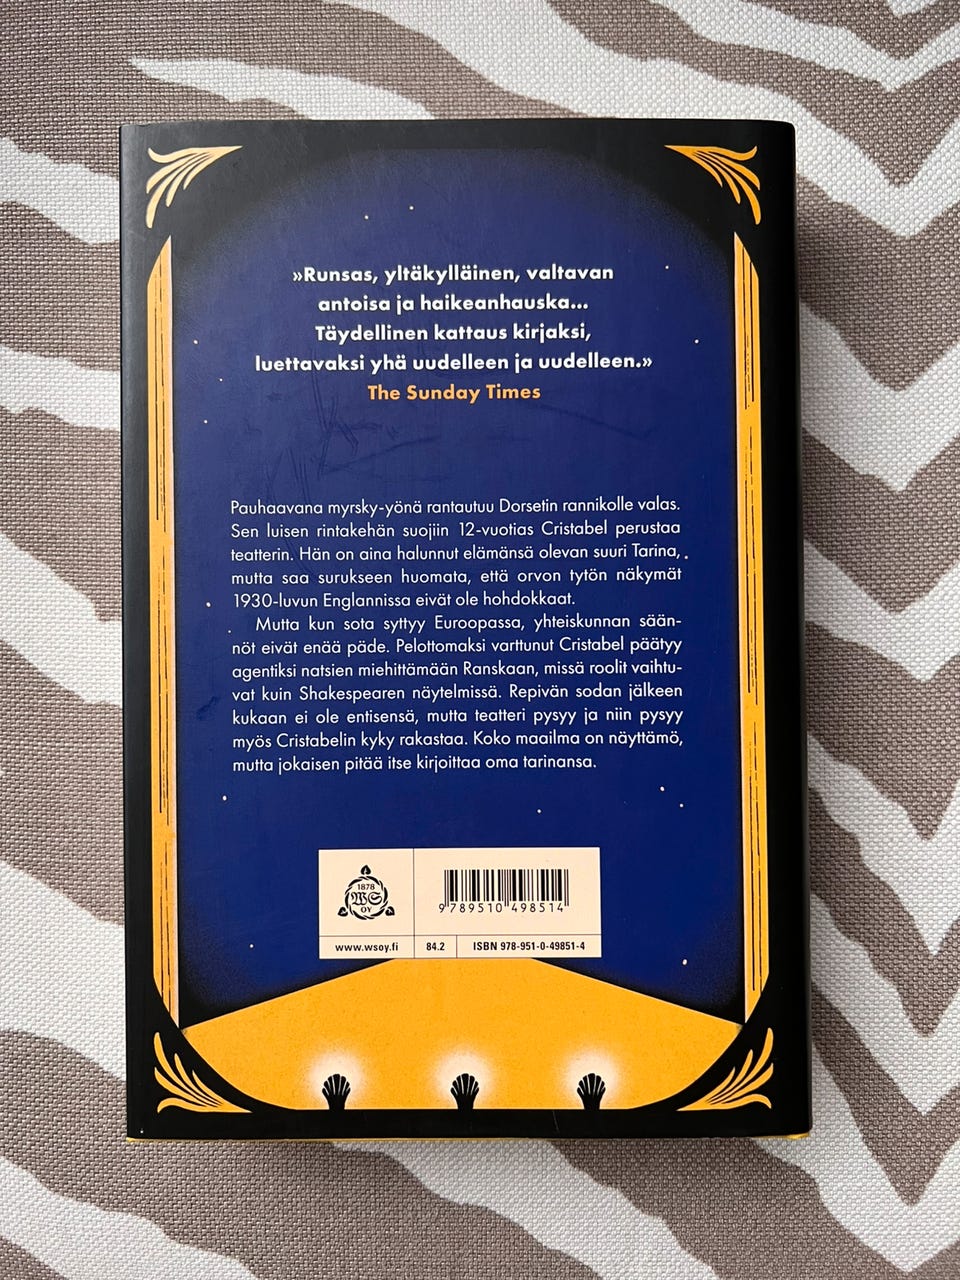 »Runsas, yltäkylläinen, valtavan
antoisa ja haikeanhauska...
Täydellinen kattaus kirjaksi,
luettavaksi yhä uudelleen ja uudelleen.»
The Sunday Times
Pauhaavana myrsky-yönä rantautuu Dorsetin rannikolle valas.
Sen luisen rintakehän suojiin 12-vuotias Cristabel perustaa
teatterin. Hän on aina halunnut elämänsä olevan suuri Tarina,
mutta saa surukseen huomata, että orvon tytön näkymät
1930-luvun Englannissa eivät ole hohdokkaat.
Mutta kun sota syttyy Euroopassa, yhteiskunnan sään-
nöt eivät enää päde. Pelottomaksi varttunut Cristabel päätyy
agentiksi natsien miehittämään Ranskaan, missä roolit vaihtu-
vat kuin Shakespearen näytelmissä. Repivän sodan jälkeen
kukaan ei ole entisensä, mutta teatteri pysyy ja niin pysyy
myös Cristabelin kyky rakastaa. Koko maailma on näyttämö,
mutta jokaisen pitää itse kirjoittaa oma tarinansa.
1878
WS
OY
9 789510 498514
www.wsoy.fi 84.2 ISBN 978-951-0-49851-4